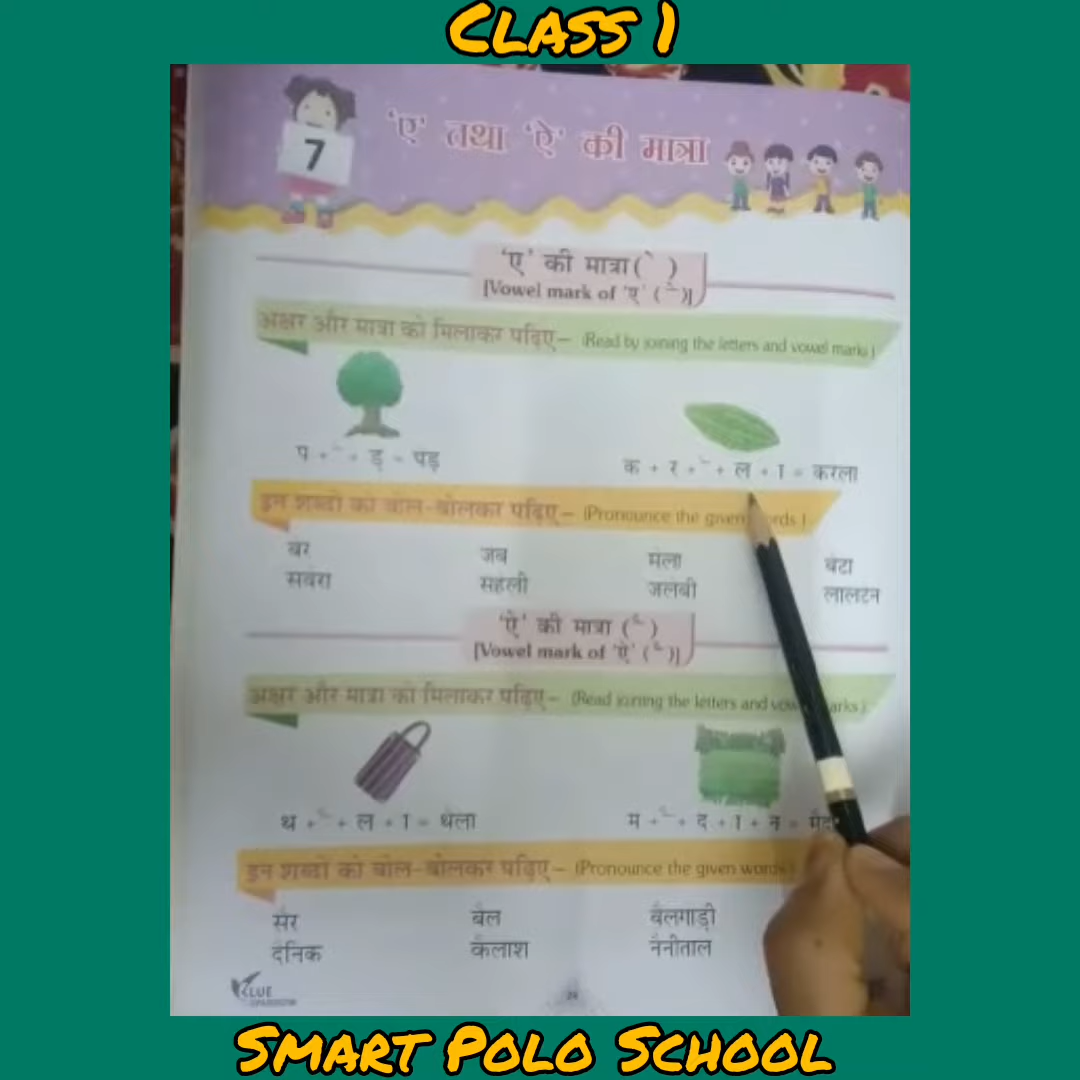 CLASS 1
7
'ए' तथा 'ऐ' की मात्रा
'ए' की मात्रा ( े )
[Vowel mark of 'ए' ( े )]
अक्षर और मात्रा को मिलाकर पढ़िए– (Read by joining the letters and vowel marks)
प + े + ड़ = पेड़
क + र + े + ल + ा = करेला
इन शब्दों को बोल-बोलकर पढ़िए– (Pronounce the given words)
बेर जेब मेला बेटा
सवेरा सहेली जलेबी लालटेन
'ऐ' की मात्रा ( ै )
[Vowel mark of 'ऐ' ( ै )]
अक्षर और मात्रा को मिलाकर पढ़िए– (Read joining the letters and vowel marks)
थ + ै + ल + ा = थैला
म + ै + द + ा + न =
इन शब्दों को बोल-बोलकर पढ़िए– (Pronounce the given words)
सैर बैल बैलगाड़ी
दैनिक कैलाश नैनीताल
SMART POLO SCHOOL